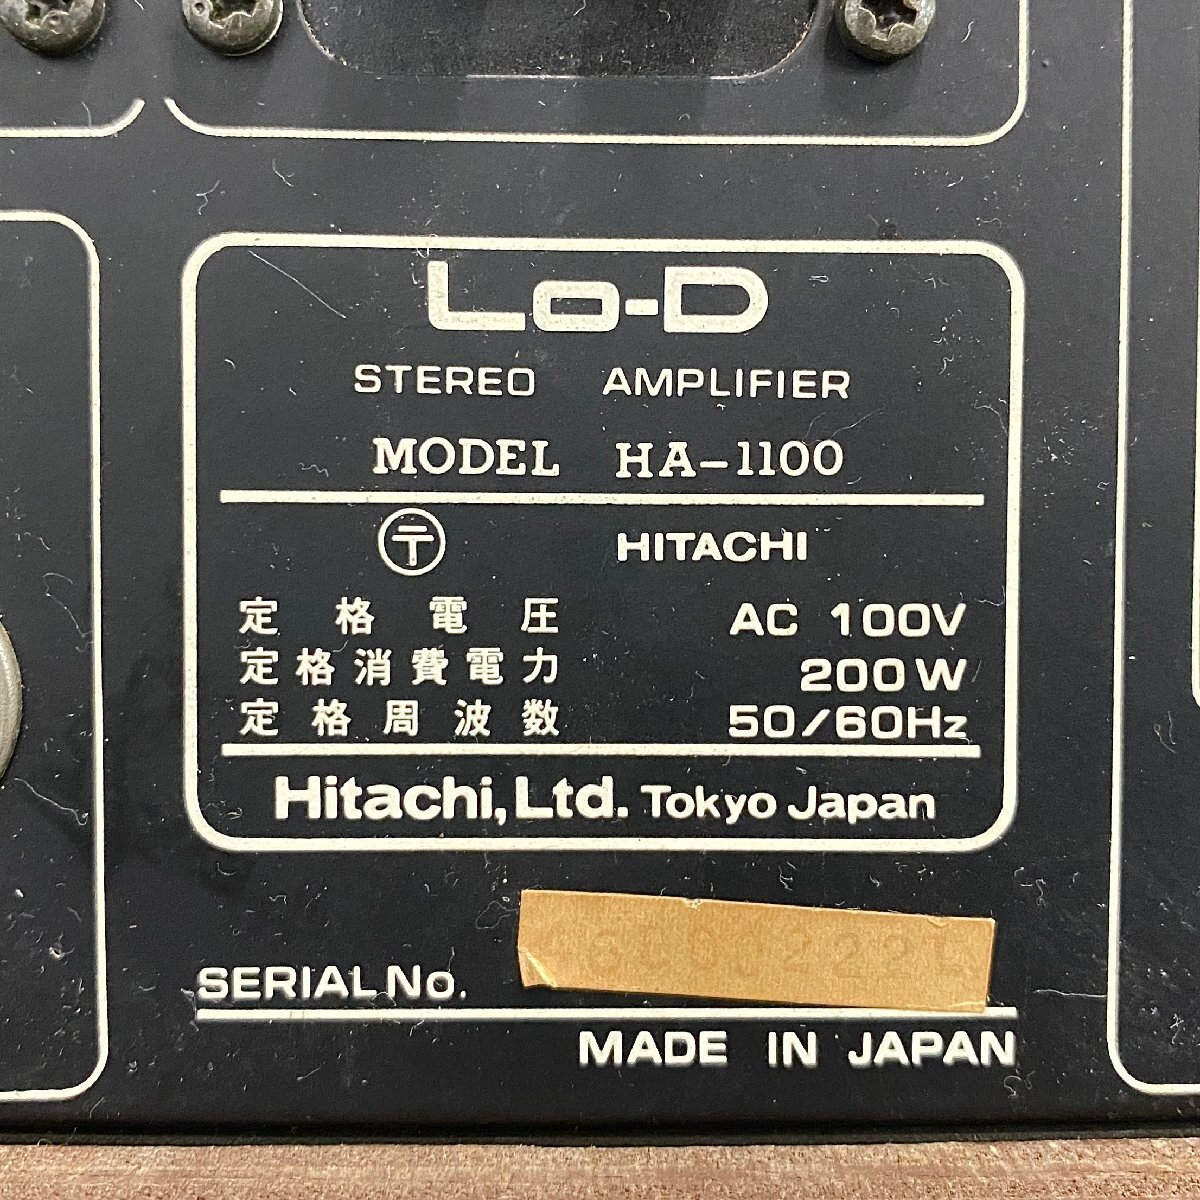 Lo-D
STEREO AMPLIFIER
MODEL HA-1100
〒 HITACHI
定格電圧 AC 100V
定格消費電力 200W
定格周波数 50/60Hz
Hitachi, Ltd. Tokyo Japan
SERIAL No.
MADE IN JAPAN